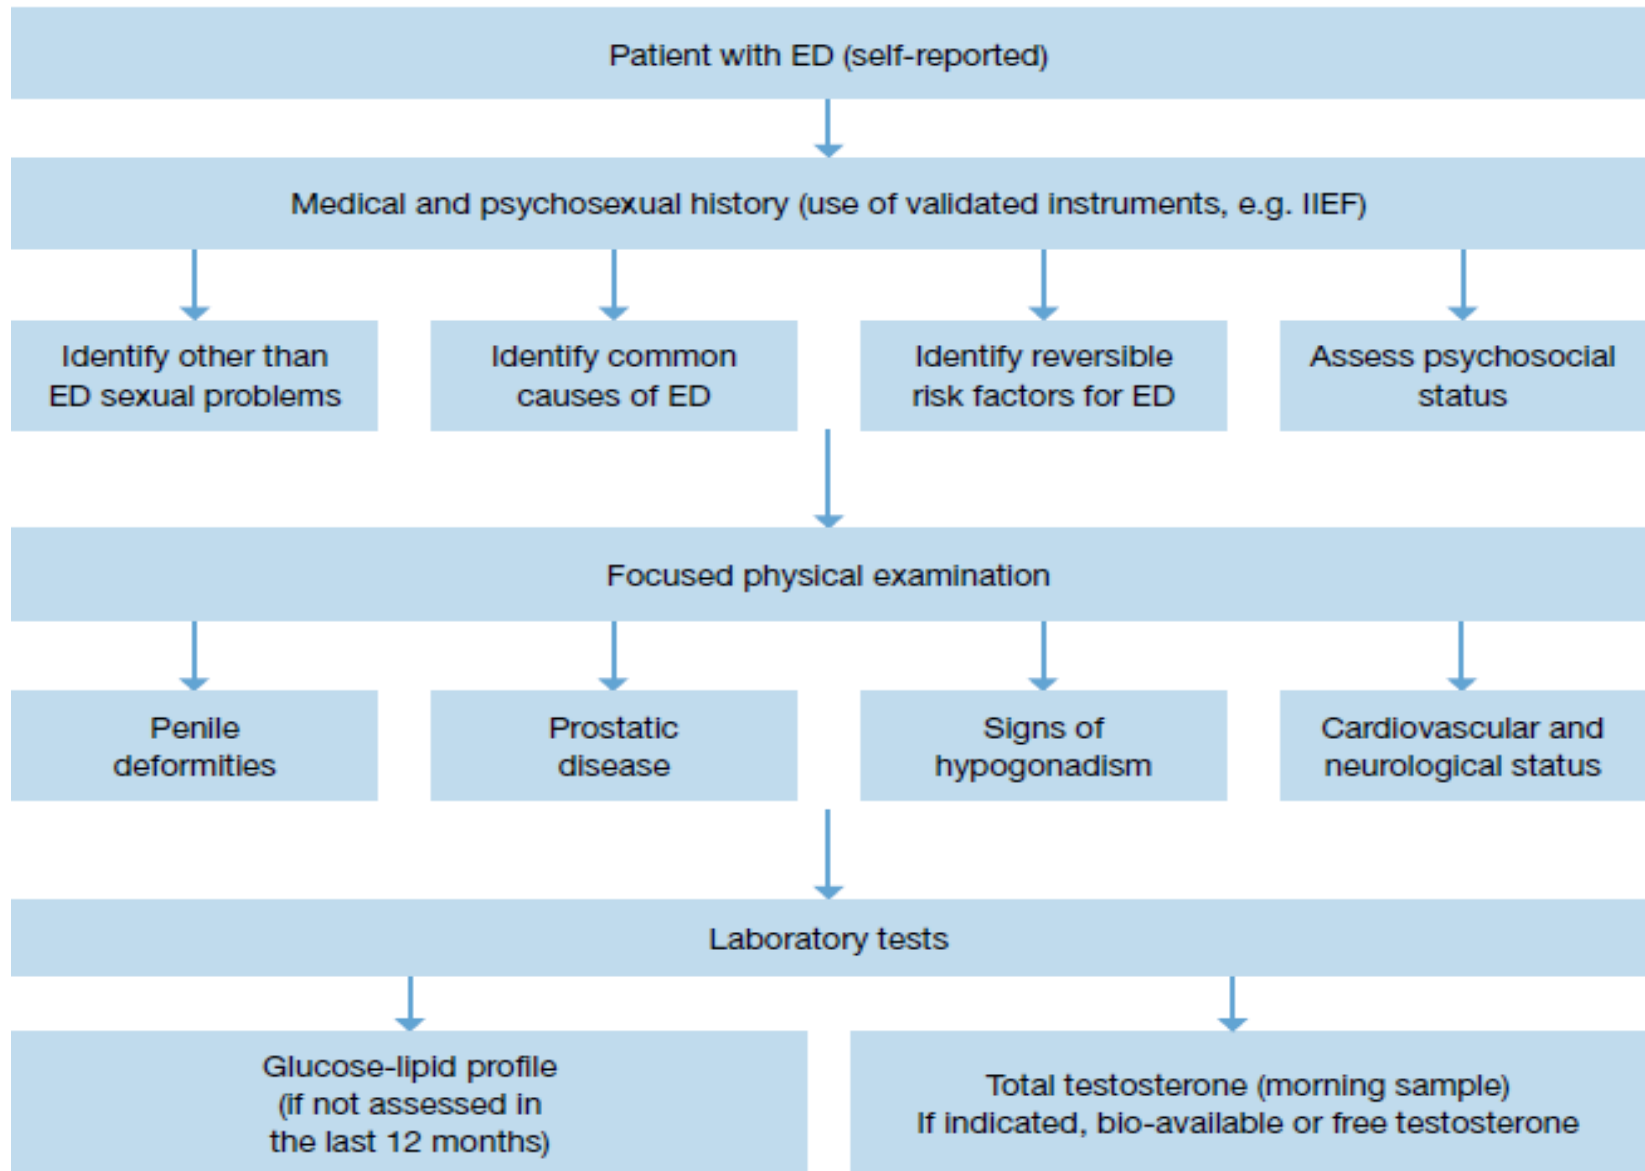 Patient with ED (self-reported)
Medical and psychosexual history (use of validated instruments, e.g. IIEF)
Identify other than
ED sexual problems
Identify common
causes of ED
Identify reversible
risk factors for ED
Assess psychosocial
status
Focused physical examination
Penile
deformities
Prostatic
disease
Signs of
hypogonadism
Cardiovascular and
neurological status
Laboratory tests
Glucose-lipid profile
(if not assessed in
the last 12 months)
Total testosterone (morning sample)
If indicated, bio-available or free testosterone